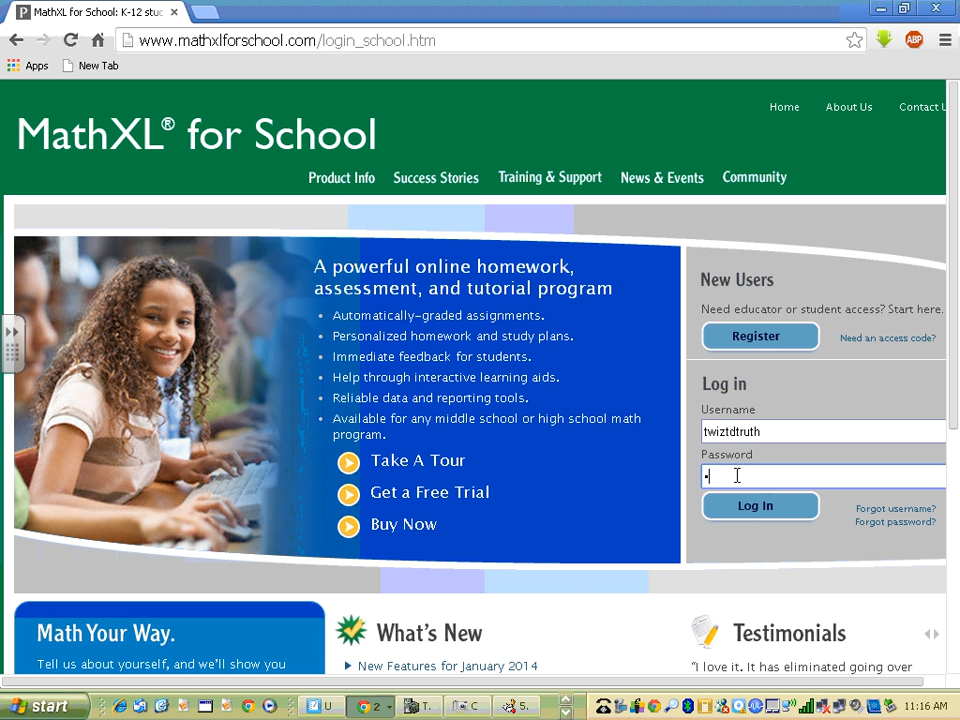 MathXL for School: K-12 stu
www.mathxlforschool.com/login_school.htm
ABP
Apps
New Tab
Home
About Us
Contact U
MathXL® for School
Product Info
Success Stories
Training & Support
News & Events
Community
A powerful online homework,
assessment, and tutorial program
• Automatically-graded assignments.
• Personalized homework and study plans.
• Immediate feedback for students.
• Help through interactive learning aids.
• Reliable data and reporting tools.
• Available for any middle school or high school math
program.
Take A Tour
Get a Free Trial
Buy Now
New Users
Need educator or student access? Start here.
Register
Need an access code?
Log in
Username
twiztdtruth
Password
•
Log In
Forgot username?
Forgot password?
Math Your Way.
Tell us about yourself, and we'll show you
What's New
New Features for January 2014
Testimonials
"I love it. It has eliminated going over
start
U
2
T.
C
5.
11:16 AM